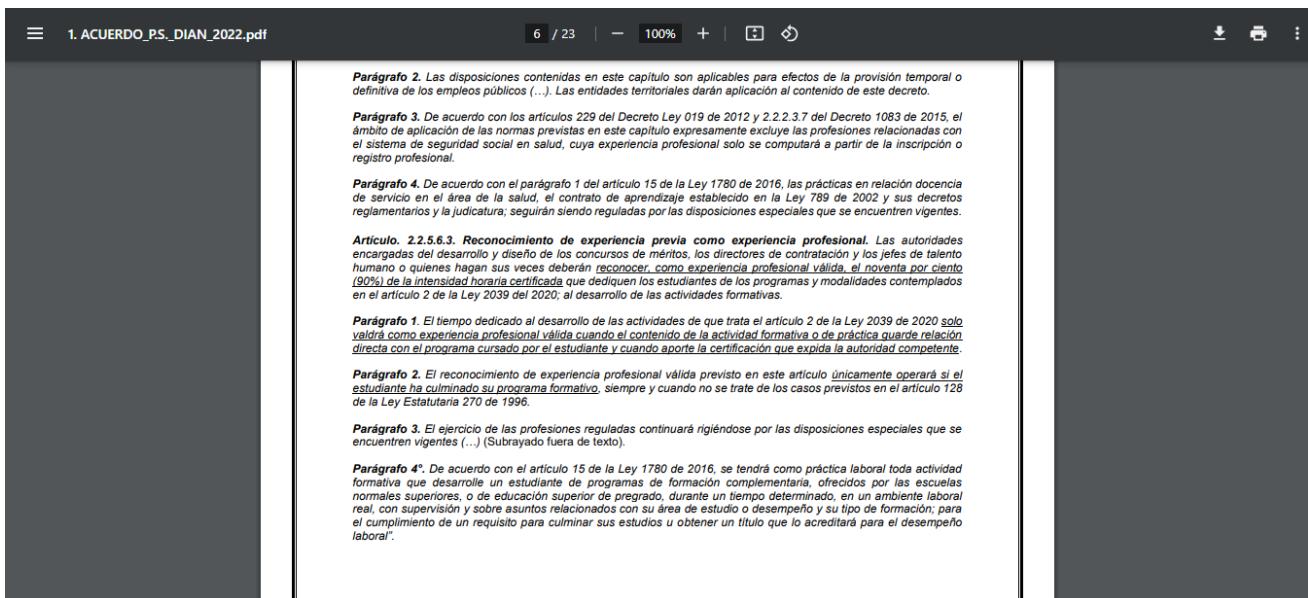 1. ACUERDO_P.S._DIAN_2022.pdf
6 / 23
100%
Parágrafo 2. Las disposiciones contenidas en este capítulo son aplicables para efectos de la provisión temporal o
definitiva de los empleos públicos (…). Las entidades territoriales darán aplicación al contenido de este decreto.
Parágrafo 3. De acuerdo con los artículos 229 del Decreto Ley 019 de 2012 y 2.2.2.3.7 del Decreto 1083 de 2015, el
ámbito de aplicación de las normas previstas en este capítulo expresamente excluye las profesiones relacionadas con
el sistema de seguridad social en salud, cuya experiencia profesional solo se computará a partir de la inscripción o
registro profesional.
Parágrafo 4. De acuerdo con el parágrafo 1 del artículo 15 de la Ley 1780 de 2016, las prácticas en relación docencia
de servicio en el área de la salud, el contrato de aprendizaje establecido en la Ley 789 de 2002 y sus decretos
reglamentarios y la judicatura; seguirán siendo reguladas por las disposiciones especiales que se encuentren vigentes.
Artículo. 2.2.5.6.3. Reconocimiento de experiencia previa como experiencia profesional. Las autoridades
encargadas del desarrollo y diseño de los concursos de méritos, los directores de contratación y los jefes de talento
humano o quienes hagan sus veces deberán reconocer, como experiencia profesional válida, el noventa por ciento
(90%) de la intensidad horaria certificada que dediquen los estudiantes de los programas y modalidades contemplados
en el artículo 2 de la Ley 2039 del 2020; al desarrollo de las actividades formativas.
Parágrafo 1. El tiempo dedicado al desarrollo de las actividades de que trata el artículo 2 de la Ley 2039 de 2020 solo
valdrá como experiencia profesional válida cuando el contenido de la actividad formativa o de práctica guarde relación
directa con el programa cursado por el estudiante y cuando aporte la certificación que expida la autoridad competente.
Parágrafo 2. El reconocimiento de experiencia profesional válida previsto en este artículo únicamente operará si el
estudiante ha culminado su programa formativo, siempre y cuando no se trate de los casos previstos en el artículo 128
de la Ley Estatutaria 270 de 1996.
Parágrafo 3. El ejercicio de las profesiones reguladas continuará rigiéndose por las disposiciones especiales que se
encuentren vigentes (…) (Subrayado fuera de texto).
Parágrafo 4°. De acuerdo con el artículo 15 de la Ley 1780 de 2016, se tendrá como práctica laboral toda actividad
formativa que desarrolle un estudiante de programas de formación complementaria, ofrecidos por las escuelas
normales superiores, o de educación superior de pregrado, durante un tiempo determinado, en un ambiente laboral
real, con supervisión y sobre asuntos relacionados con su área de estudio o desempeño y su tipo de formación; para
el cumplimiento de un requisito para culminar sus estudios u obtener un título que lo acreditará para el desempeño
laboral”.